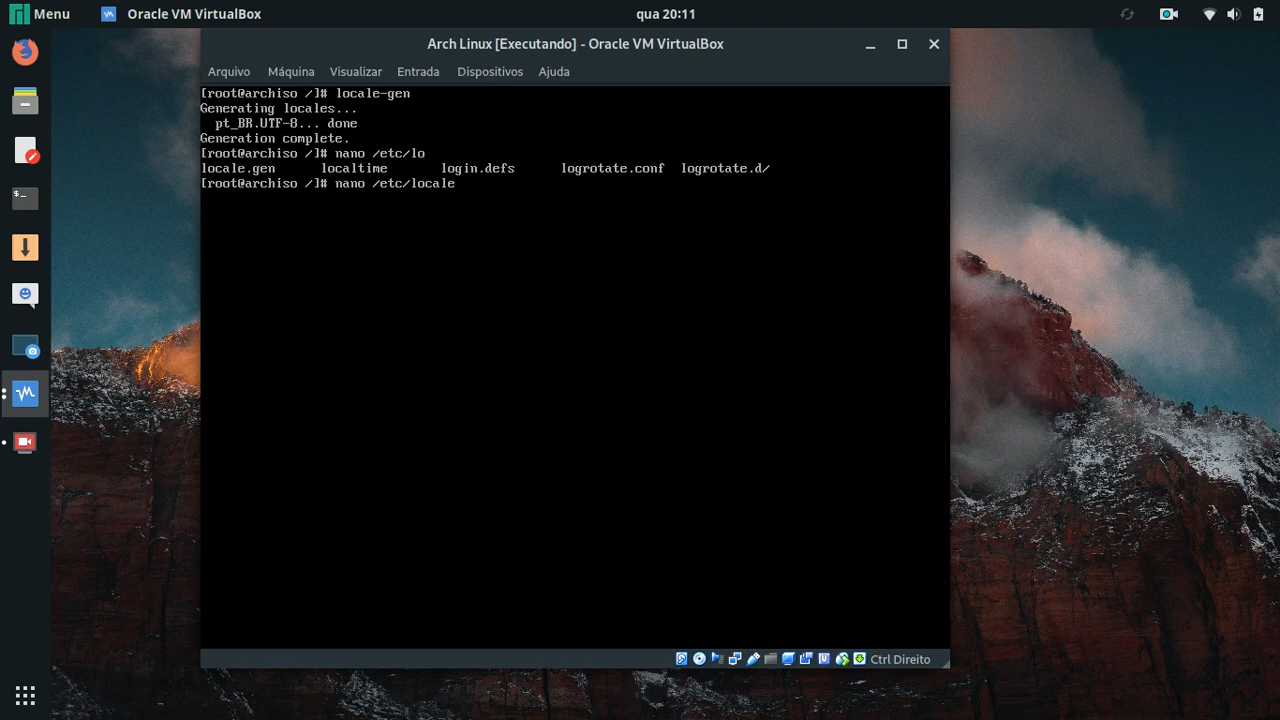 Menu
Oracle VM VirtualBox
qua 20:11
Arch Linux [Executando] - Oracle VM VirtualBox
Arquivo Máquina Visualizar Entrada Dispositivos Ajuda
[root@archiso /]# locale-gen
Generating locales...
pt_BR.UTF-8... done
Generation complete.
[root@archiso /]# nano /etc/lo
locale.gen localtime login.defs logrotate.conf logrotate.d/
[root@archiso /]# nano /etc/locale
Ctrl Direito